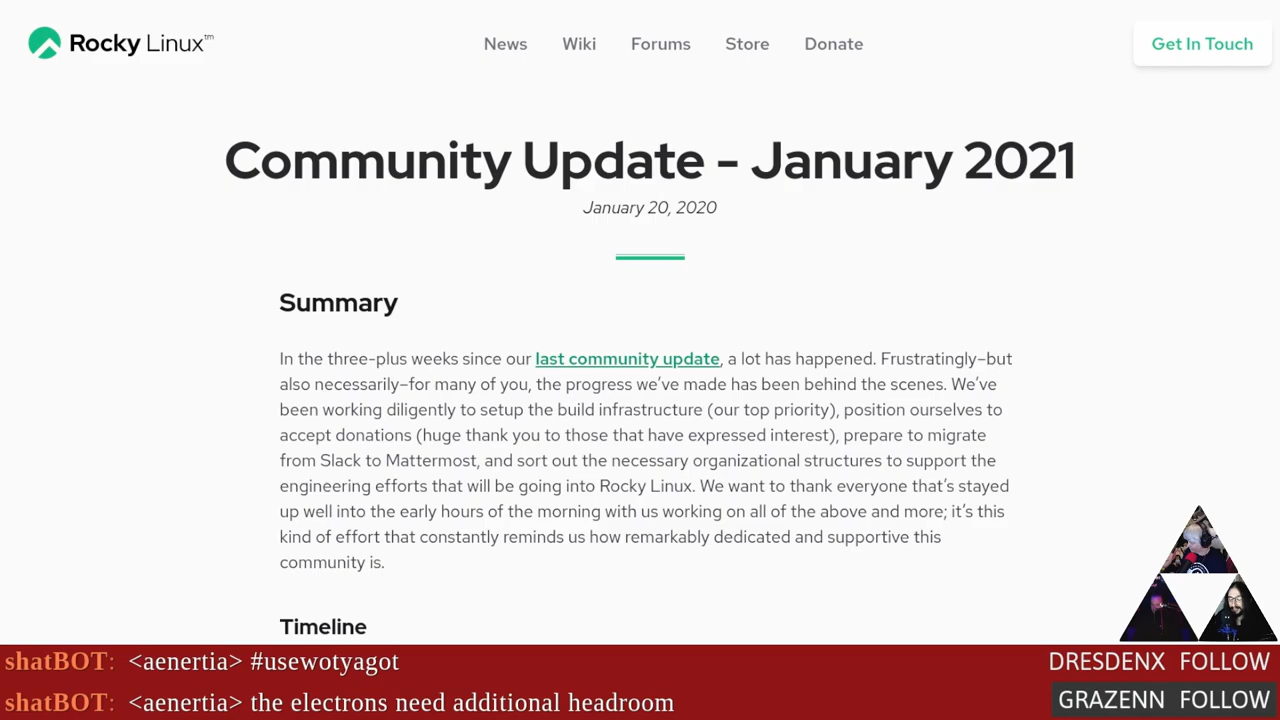 Rocky Linux™
News Wiki Forums Store Donate
Get In Touch
Community Update - January 2021
January 20, 2020
Summary
In the three-plus weeks since our last community update, a lot has happened. Frustratingly–but
also necessarily–for many of you, the progress we’ve made has been behind the scenes. We’ve
been working diligently to setup the build infrastructure (our top priority), position ourselves to
accept donations (huge thank you to those that have expressed interest), prepare to migrate
from Slack to Mattermost, and sort out the necessary organizational structures to support the
engineering efforts that will be going into Rocky Linux. We want to thank everyone that’s stayed
up well into the early hours of the morning with us working on all of the above and more; it’s this
kind of effort that constantly reminds us how remarkably dedicated and supportive this
community is.
Timeline
shatBOT: <aenertia> #usewotyagot
DRESDENX FOLLOW
shatBOT: <aenertia> the electrons need additional headroom
GRAZENN FOLLOW